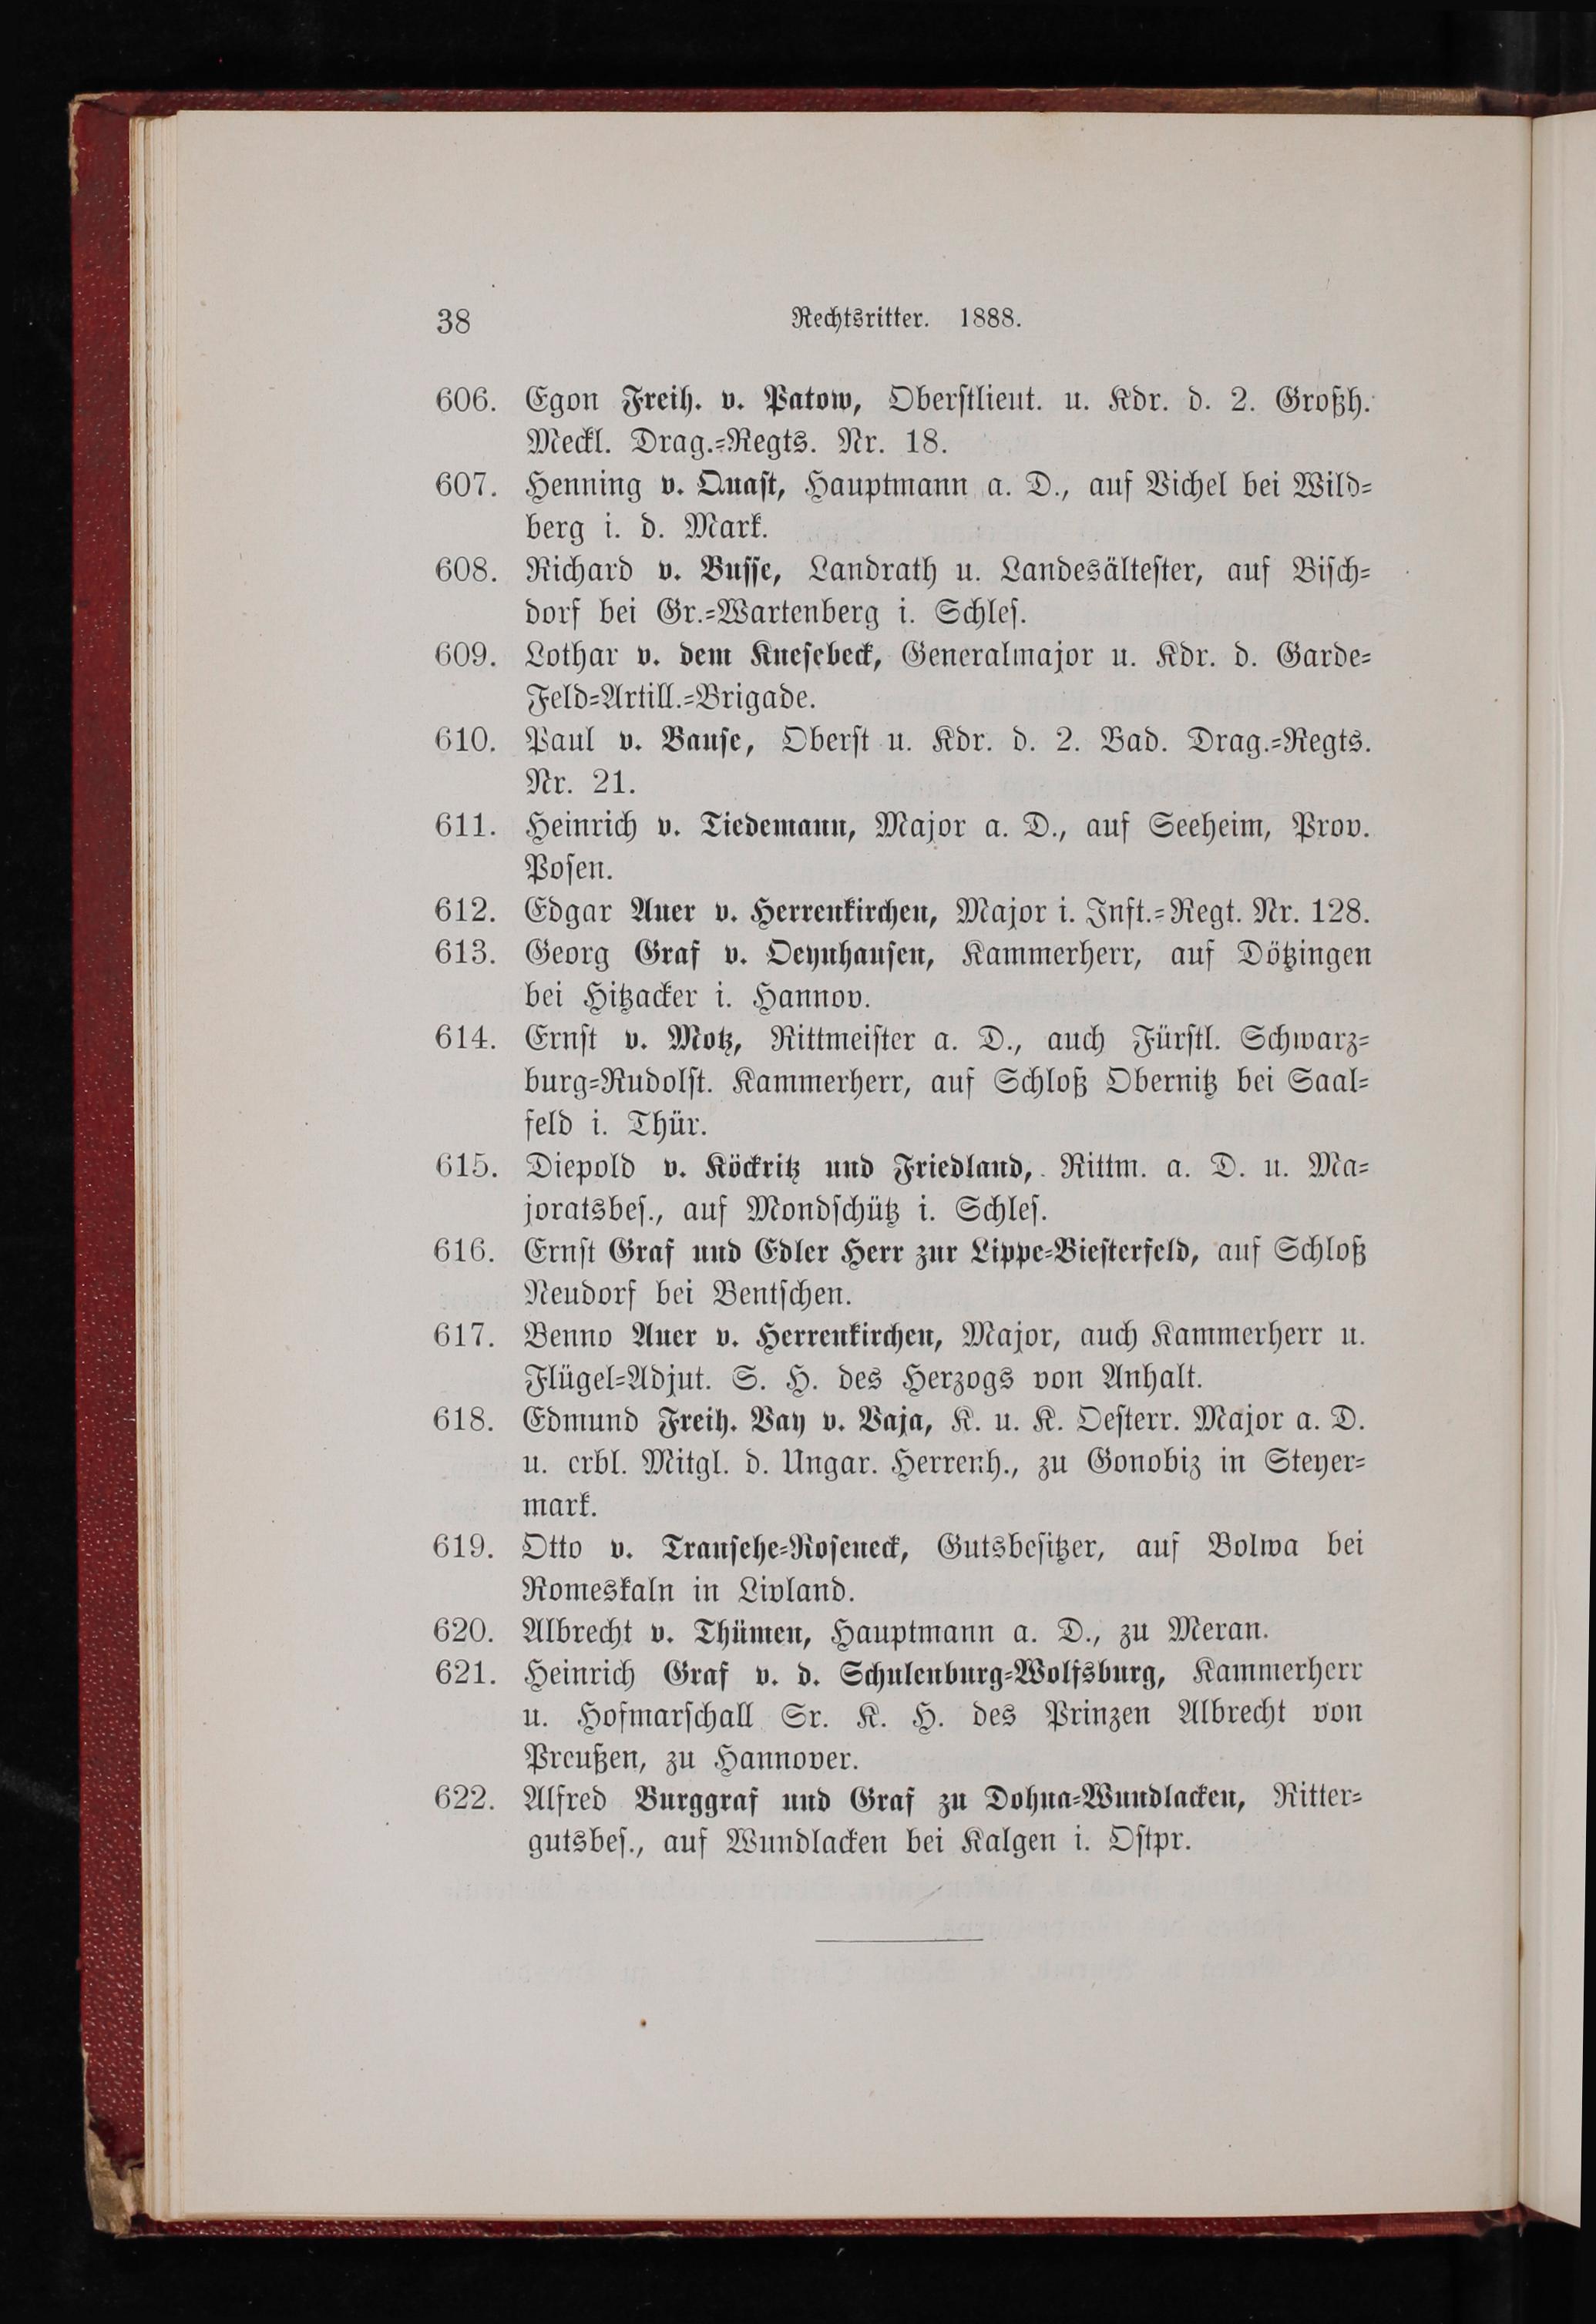 38 Rechtsritter. 1888.
606. Egon Freih. v. Patow, Oberſtlieut. u. Kdr. d. 2. Großh.
Meckl. Drag.-Regts. Nr. 18.
607. Henning v. Quaſt, Hauptmann a. D., auf Vichel bei Wild-
berg i. d. Mark.
608. Richard v. Buſſe, Landrath u. Landesälteſter, auf Biſch-
dorf bei Gr.-Wartenberg i. Schleſ.
609. Lothar v. dem Kneſebeck, Generalmajor u. Kdr. d. Garde-
Feld-Artill.-Brigade.
610. Paul v. Bauſe, Oberſt u. Kdr. d. 2. Bad. Drag.-Regts.
Nr. 21.
611. Heinrich v. Tiedemann, Major a. D., auf Seeheim, Prov.
Poſen.
612. Edgar Auer v. Herrenkirchen, Major i. Inft.-Regt. Nr. 128.
613. Georg Graf v. Oeynhauſen, Kammerherr, auf Dötzingen
bei Hitzacker i. Hannov.
614. Ernſt v. Motz, Rittmeiſter a. D., auch Fürſtl. Schwarz-
burg-Rudolſt. Kammerherr, auf Schloß Obernitz bei Saal-
feld i. Thür.
615. Diepold v. Köckritz und Friedland, Rittm. a. D. u. Ma-
joratsbeſ., auf Mondſchütz i. Schleſ.
616. Ernſt Graf und Edler Herr zur Lippe-Bieſterfeld, auf Schloß
Neudorf bei Bentſchen.
617. Benno Auer v. Herrenkirchen, Major, auch Kammerherr u.
Flügel-Adjut. S. H. des Herzogs von Anhalt.
618. Edmund Freih. Vay v. Vaja, K. u. K. Oeſterr. Major a. D.
u. erbl. Mitgl. d. Ungar. Herrenh., zu Gonobiz in Steyer-
mark.
619. Otto v. Tranſehe-Roſeneck, Gutsbeſitzer, auf Bolwa bei
Romeskaln in Livland.
620. Albrecht v. Thümen, Hauptmann a. D., zu Meran.
621. Heinrich Graf v. d. Schulenburg-Wolfsburg, Kammerherr
u. Hofmarſchall Sr. K. H. des Prinzen Albrecht von
Preußen, zu Hannover.
622. Alfred Burggraf und Graf zu Dohna-Wundlacken, Ritter-
gutsbeſ., auf Wundlacken bei Kalgen i. Oſtpr.